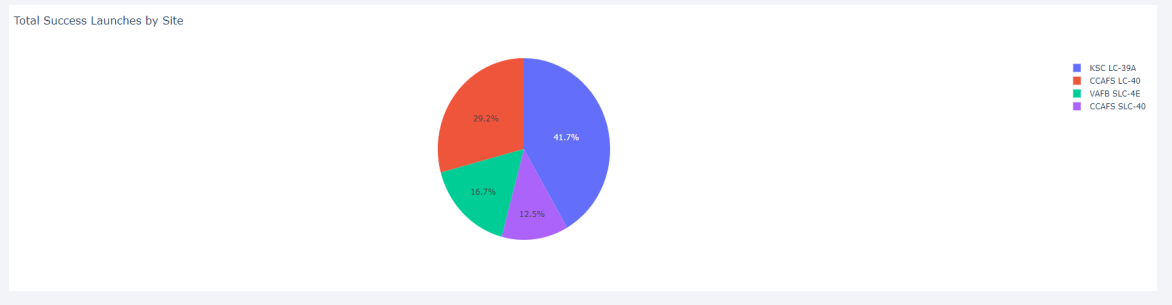 Total Success Launches by Site
KSC LC-39A
CCAFS LC-40
VAFB SLC-4E
CCAFS SLC-40
29.2%
41.7%
16.7%
12.5%